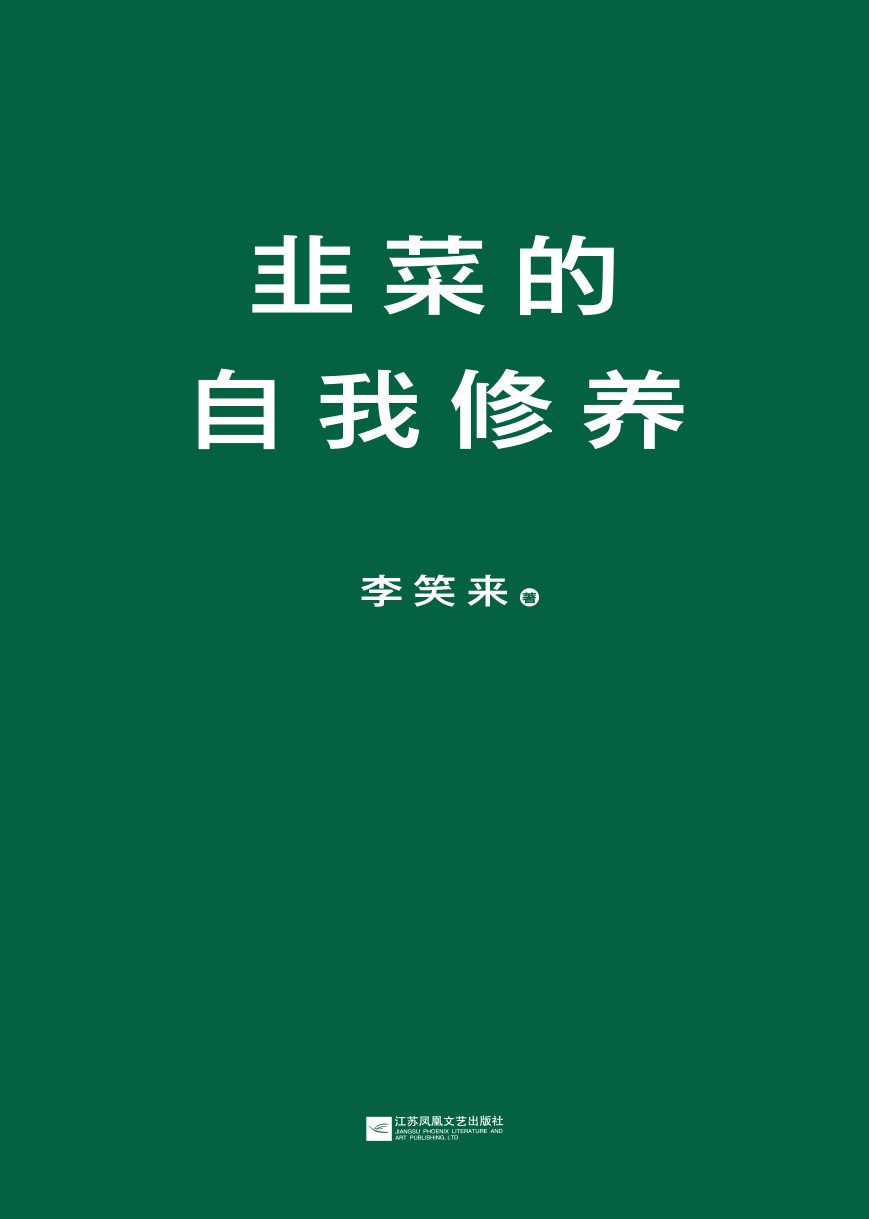 韭菜的
自我修养
李笑来 著
江苏凤凰文艺出版社
JIANGSU PHOENIX LITERATURE AND
ART PUBLISHING, LTD